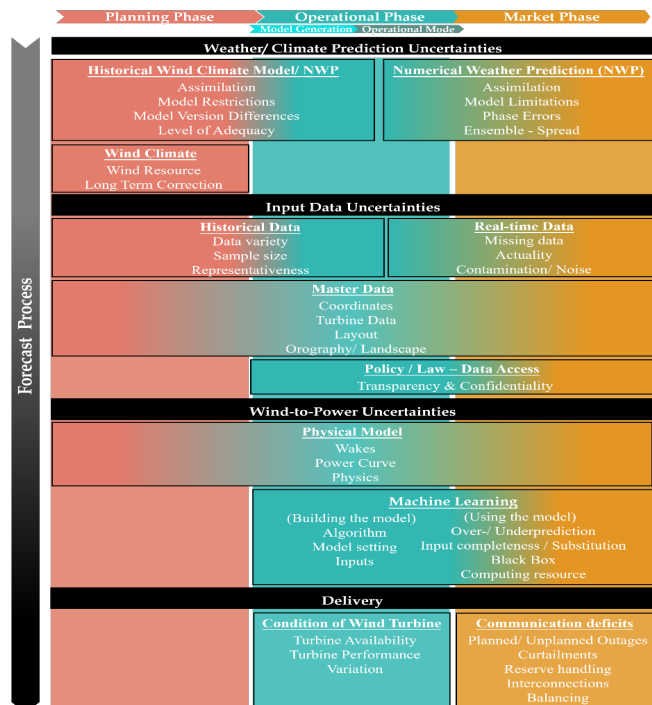 Planning Phase
Operational Phase
Market Phase
Model Generation
Operational Mode
Weather/ Climate Prediction Uncertainties
Historical Wind Climate Model/ NWP
Assimilation
Model Restrictions
Model Version Differences
Level of Adequacy
Numerical Weather Prediction (NWP)
Assimilation
Model Limitations
Phase Errors
Ensemble - Spread
Wind Climate
Wind Resource
Long Term Correction
Input Data Uncertainties
Historical Data
Data variety
Sample size
Representativeness
Real-time Data
Missing data
Actuality
Contamination/ Noise
Master Data
Coordinates
Turbine Data
Layout
Orography/ Landscape
Policy / Law – Data Access
Transparency & Confidentiality
Wind-to-Power Uncertainties
Physical Model
Wakes
Power Curve
Physics
Machine Learning
(Building the model)
Algorithm
Model setting
Inputs
(Using the model)
Over-/ Underprediction
Input completeness / Substitution
Black Box
Computing resource
Delivery
Condition of Wind Turbine
Turbine Availability
Turbine Performance
Variation
Communication deficits
Planned/ Unplanned Outages
Curtailments
Reserve handling
Interconnections
Balancing
Forecast Process